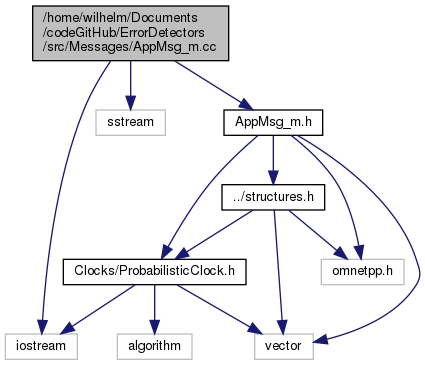 /home/wilhelm/Documents
/codeGitHub/ErrorDetectors
/src/Messages/AppMsg_m.cc
sstream
AppMsg_m.h
../structures.h
Clocks/ProbabilisticClock.h
omnetpp.h
iostream
algorithm
vector